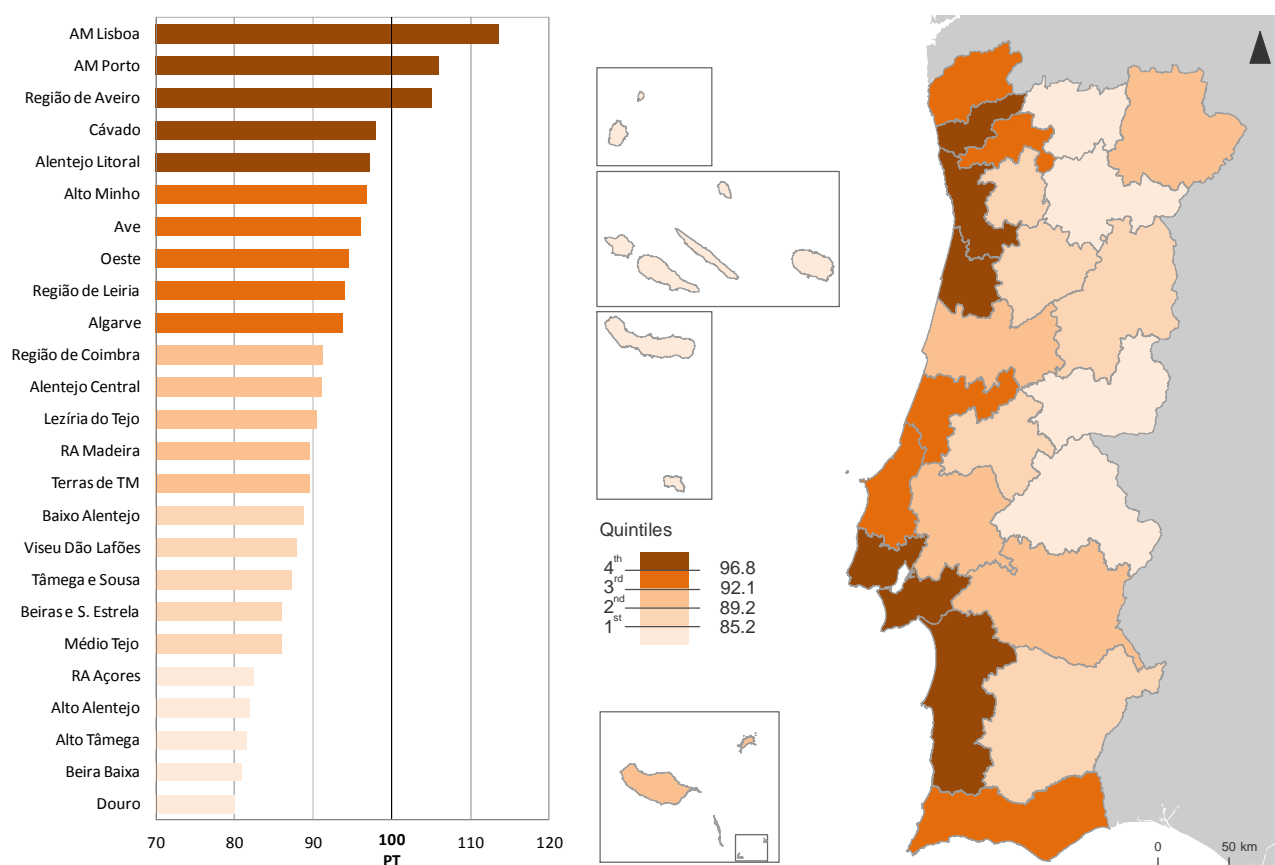 AM Lisboa
AM Porto
Região de Aveiro
Cávado
Alentejo Litoral
Alto Minho
Ave
Oeste
Região de Leiria
Algarve
Região de Coimbra
Alentejo Central
Lezíria do Tejo
RA Madeira
Terras de TM
Baixo Alentejo
Viseu Dão Lafões
Tâmega e Sousa
Beiras e S. Estrela
Médio Tejo
RA Açores
Alto Alentejo
Alto Tâmega
Beira Baixa
Douro
70 80 90 100 110 120
PT
Quintiles
4th 96.8
3rd 92.1
2nd 89.2
1st 85.2
0 50 km